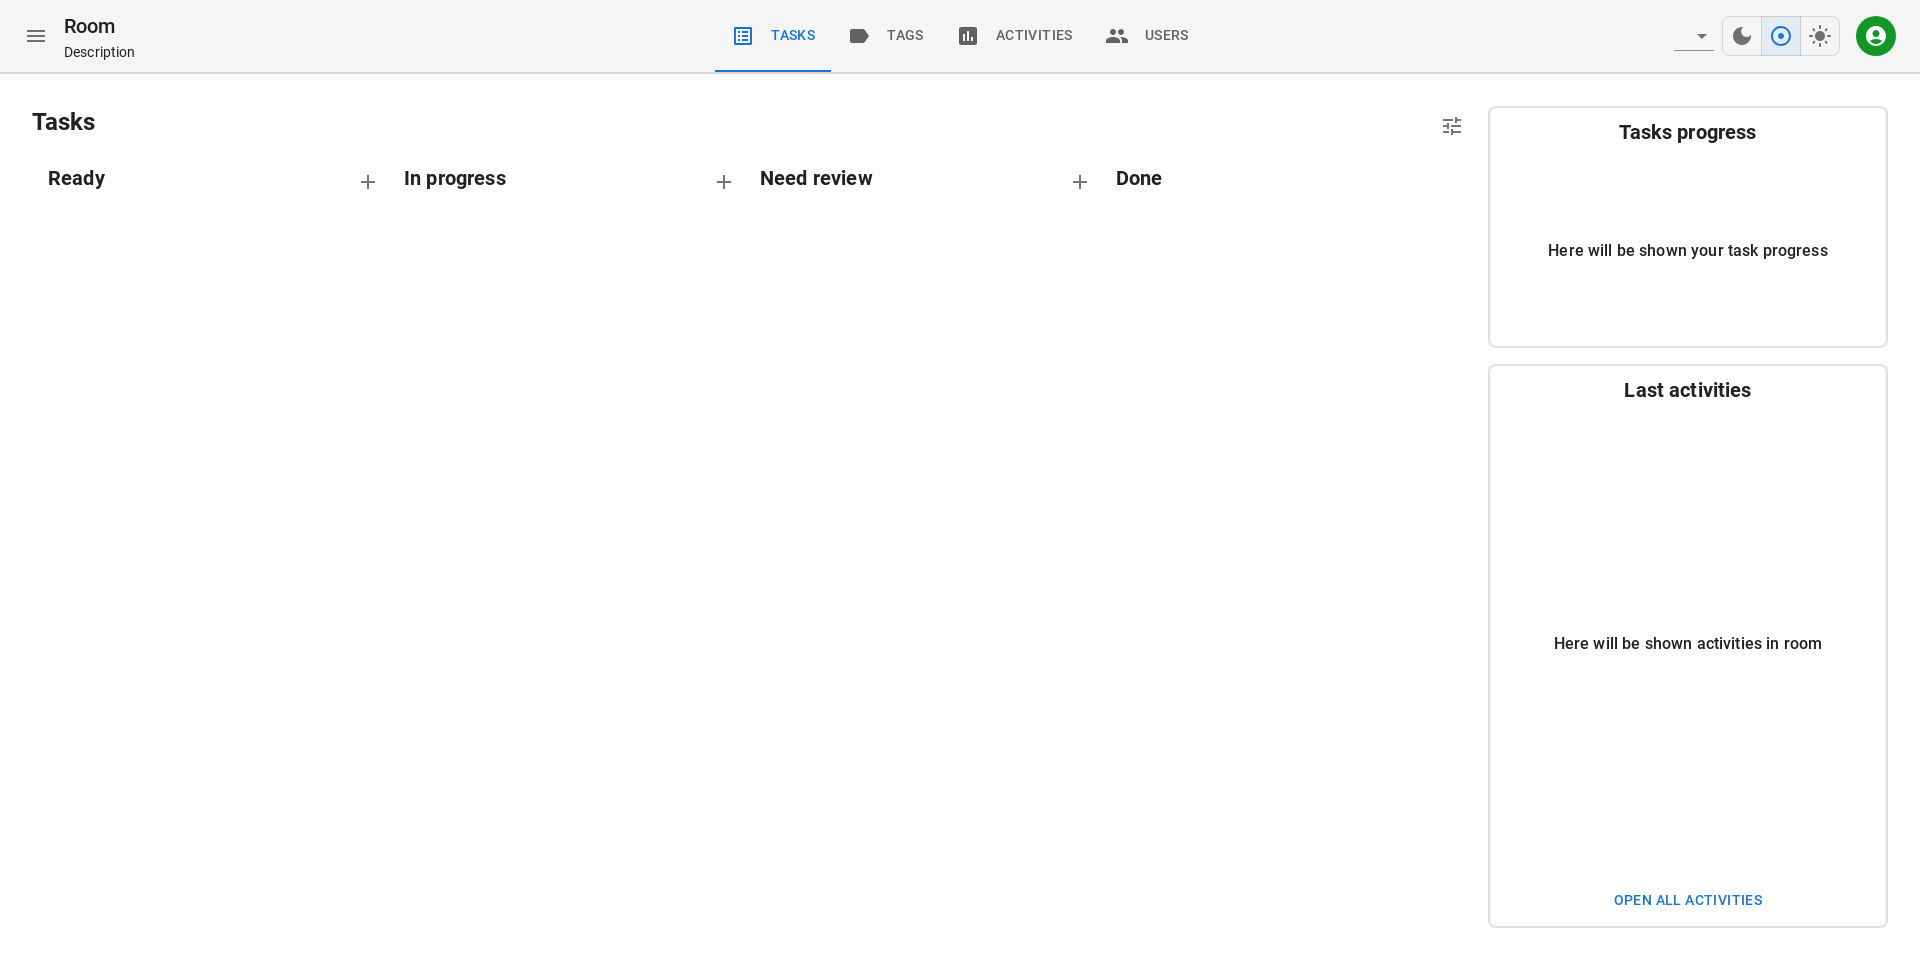 Room
Description
TASKS
TAGS
ACTIVITIES
USERS
Tasks
Ready
In progress
Need review
Done
Tasks progress
Here will be shown your task progress
Last activities
Here will be shown activities in room
OPEN ALL ACTIVITIES